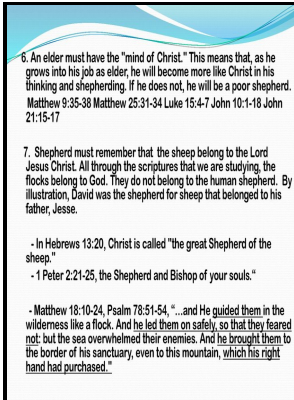 6. An elder must have the "mind of Christ." This means that, as he
grows into his job as elder, he will become more like Christ in his
thinking and shepherding. If he does not, he will be a poor shepherd.
Matthew 9:35-38 Matthew 25:31-34 Luke 15:4-7 John 10:1-18 John
21:15-17
7. Shepherd must remember that the sheep belong to the Lord
Jesus Christ. All through the scriptures that we are studying, the
flocks belong to God. They do not belong to the human shepherd. By
illustration, David was the shepherd for sheep that belonged to his
father, Jesse.
- In Hebrews 13:20, Christ is called "the great Shepherd of the
sheep."
- 1 Peter 2:21-25, the Shepherd and Bishop of your souls.“
- Matthew 18:10-24, Psalm 78:51-54, “...and He guided them in the
wilderness like a flock. And he led them on safely, so that they feared
not: but the sea overwhelmed their enemies. And he brought them to
the border of his sanctuary, even to this mountain, which his right
hand had purchased."